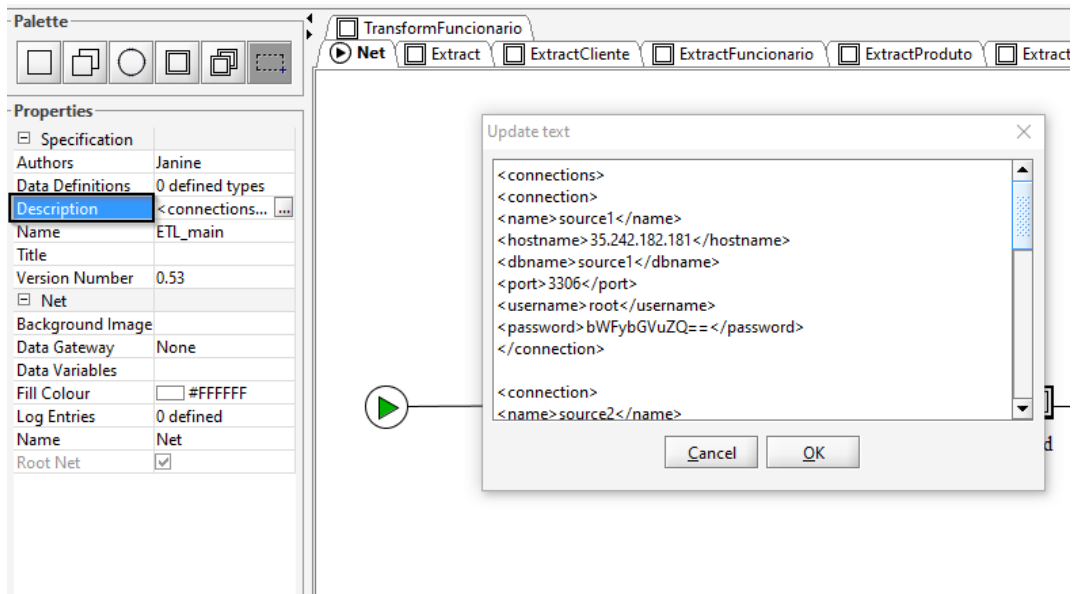 Palette
TransformFuncionario
Net Extract ExtractCliente ExtractFuncionario ExtractProduto Extract
Properties
Specification
Authors Janine
Data Definitions 0 defined types
Description <connections... ...
Name ETL_main
Title
Version Number 0.53
Net
Background Image
Data Gateway None
Data Variables
Fill Colour #FFFFFF
Log Entries 0 defined
Name Net
Root Net
Update text
<connections>
<connection>
<name>source1</name>
<hostname>35.242.182.181</hostname>
<dbname>source1</dbname>
<port>3306</port>
<username>root</username>
<password>bWFybGVuZQ==</password>
</connection>
<connection>
<name>source2</name>
Cancel OK
d